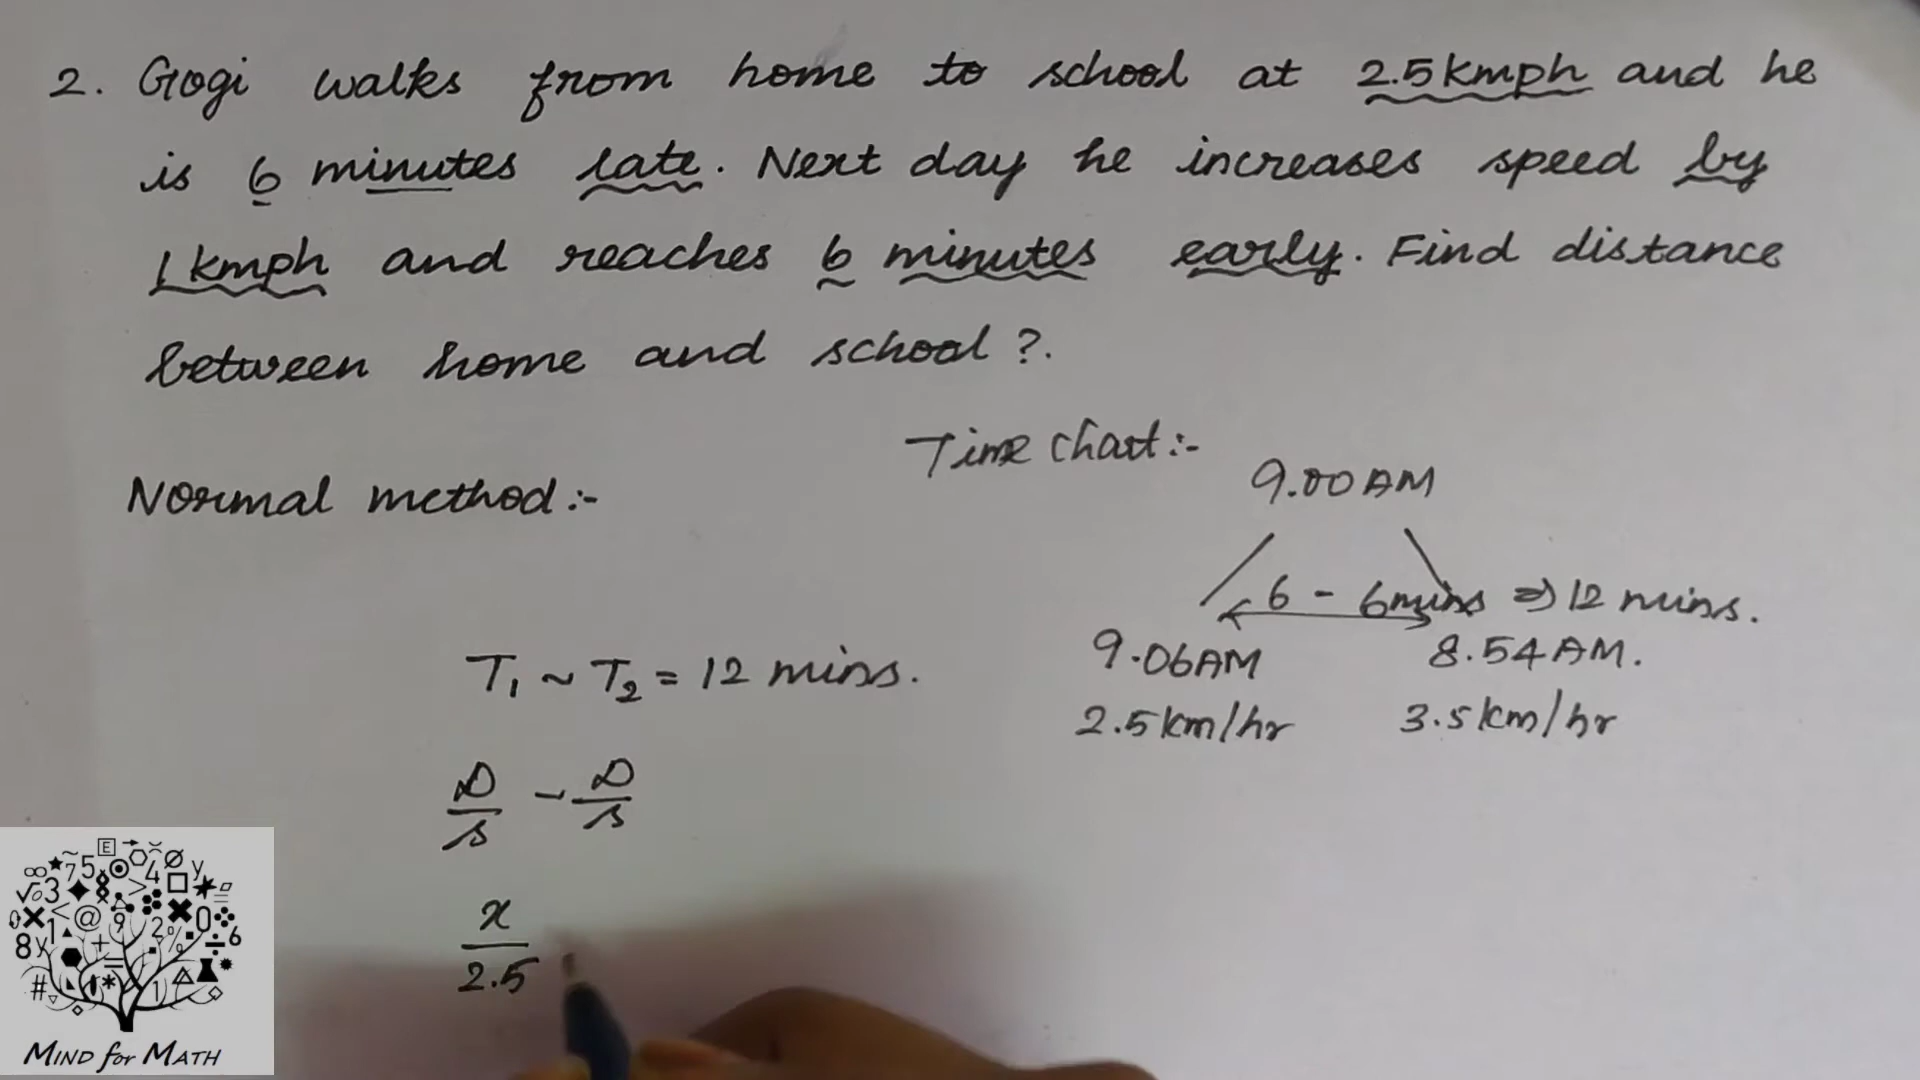 2. Gogi walks from home to school at 2.5kmph and he
is 6 minutes late. Next day he increases speed by
1kmph and reaches 6 minutes early. Find distance
between home and school?.
Time chart:-
Normal method:-
9.00AM
6 - 6mins ⇒ 12 mins.
9.06AM 8.54AM.
2.5km/hr 3.5km/hr
T₁ ~ T₂ = 12 mins.
D/s - D/s
x/2.5
MIND for MATH